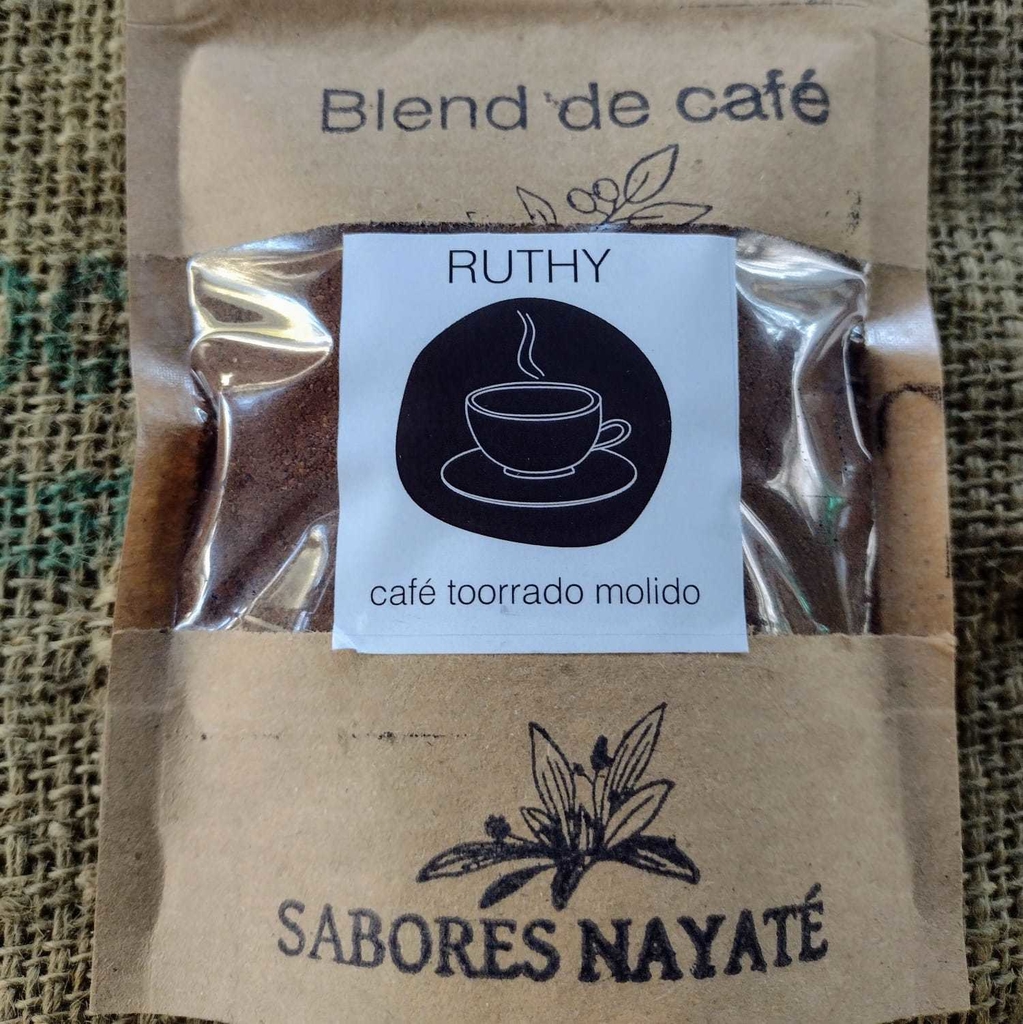 Blend de café
RUTHY
café toorrado molido
SABORES NAYATÉ